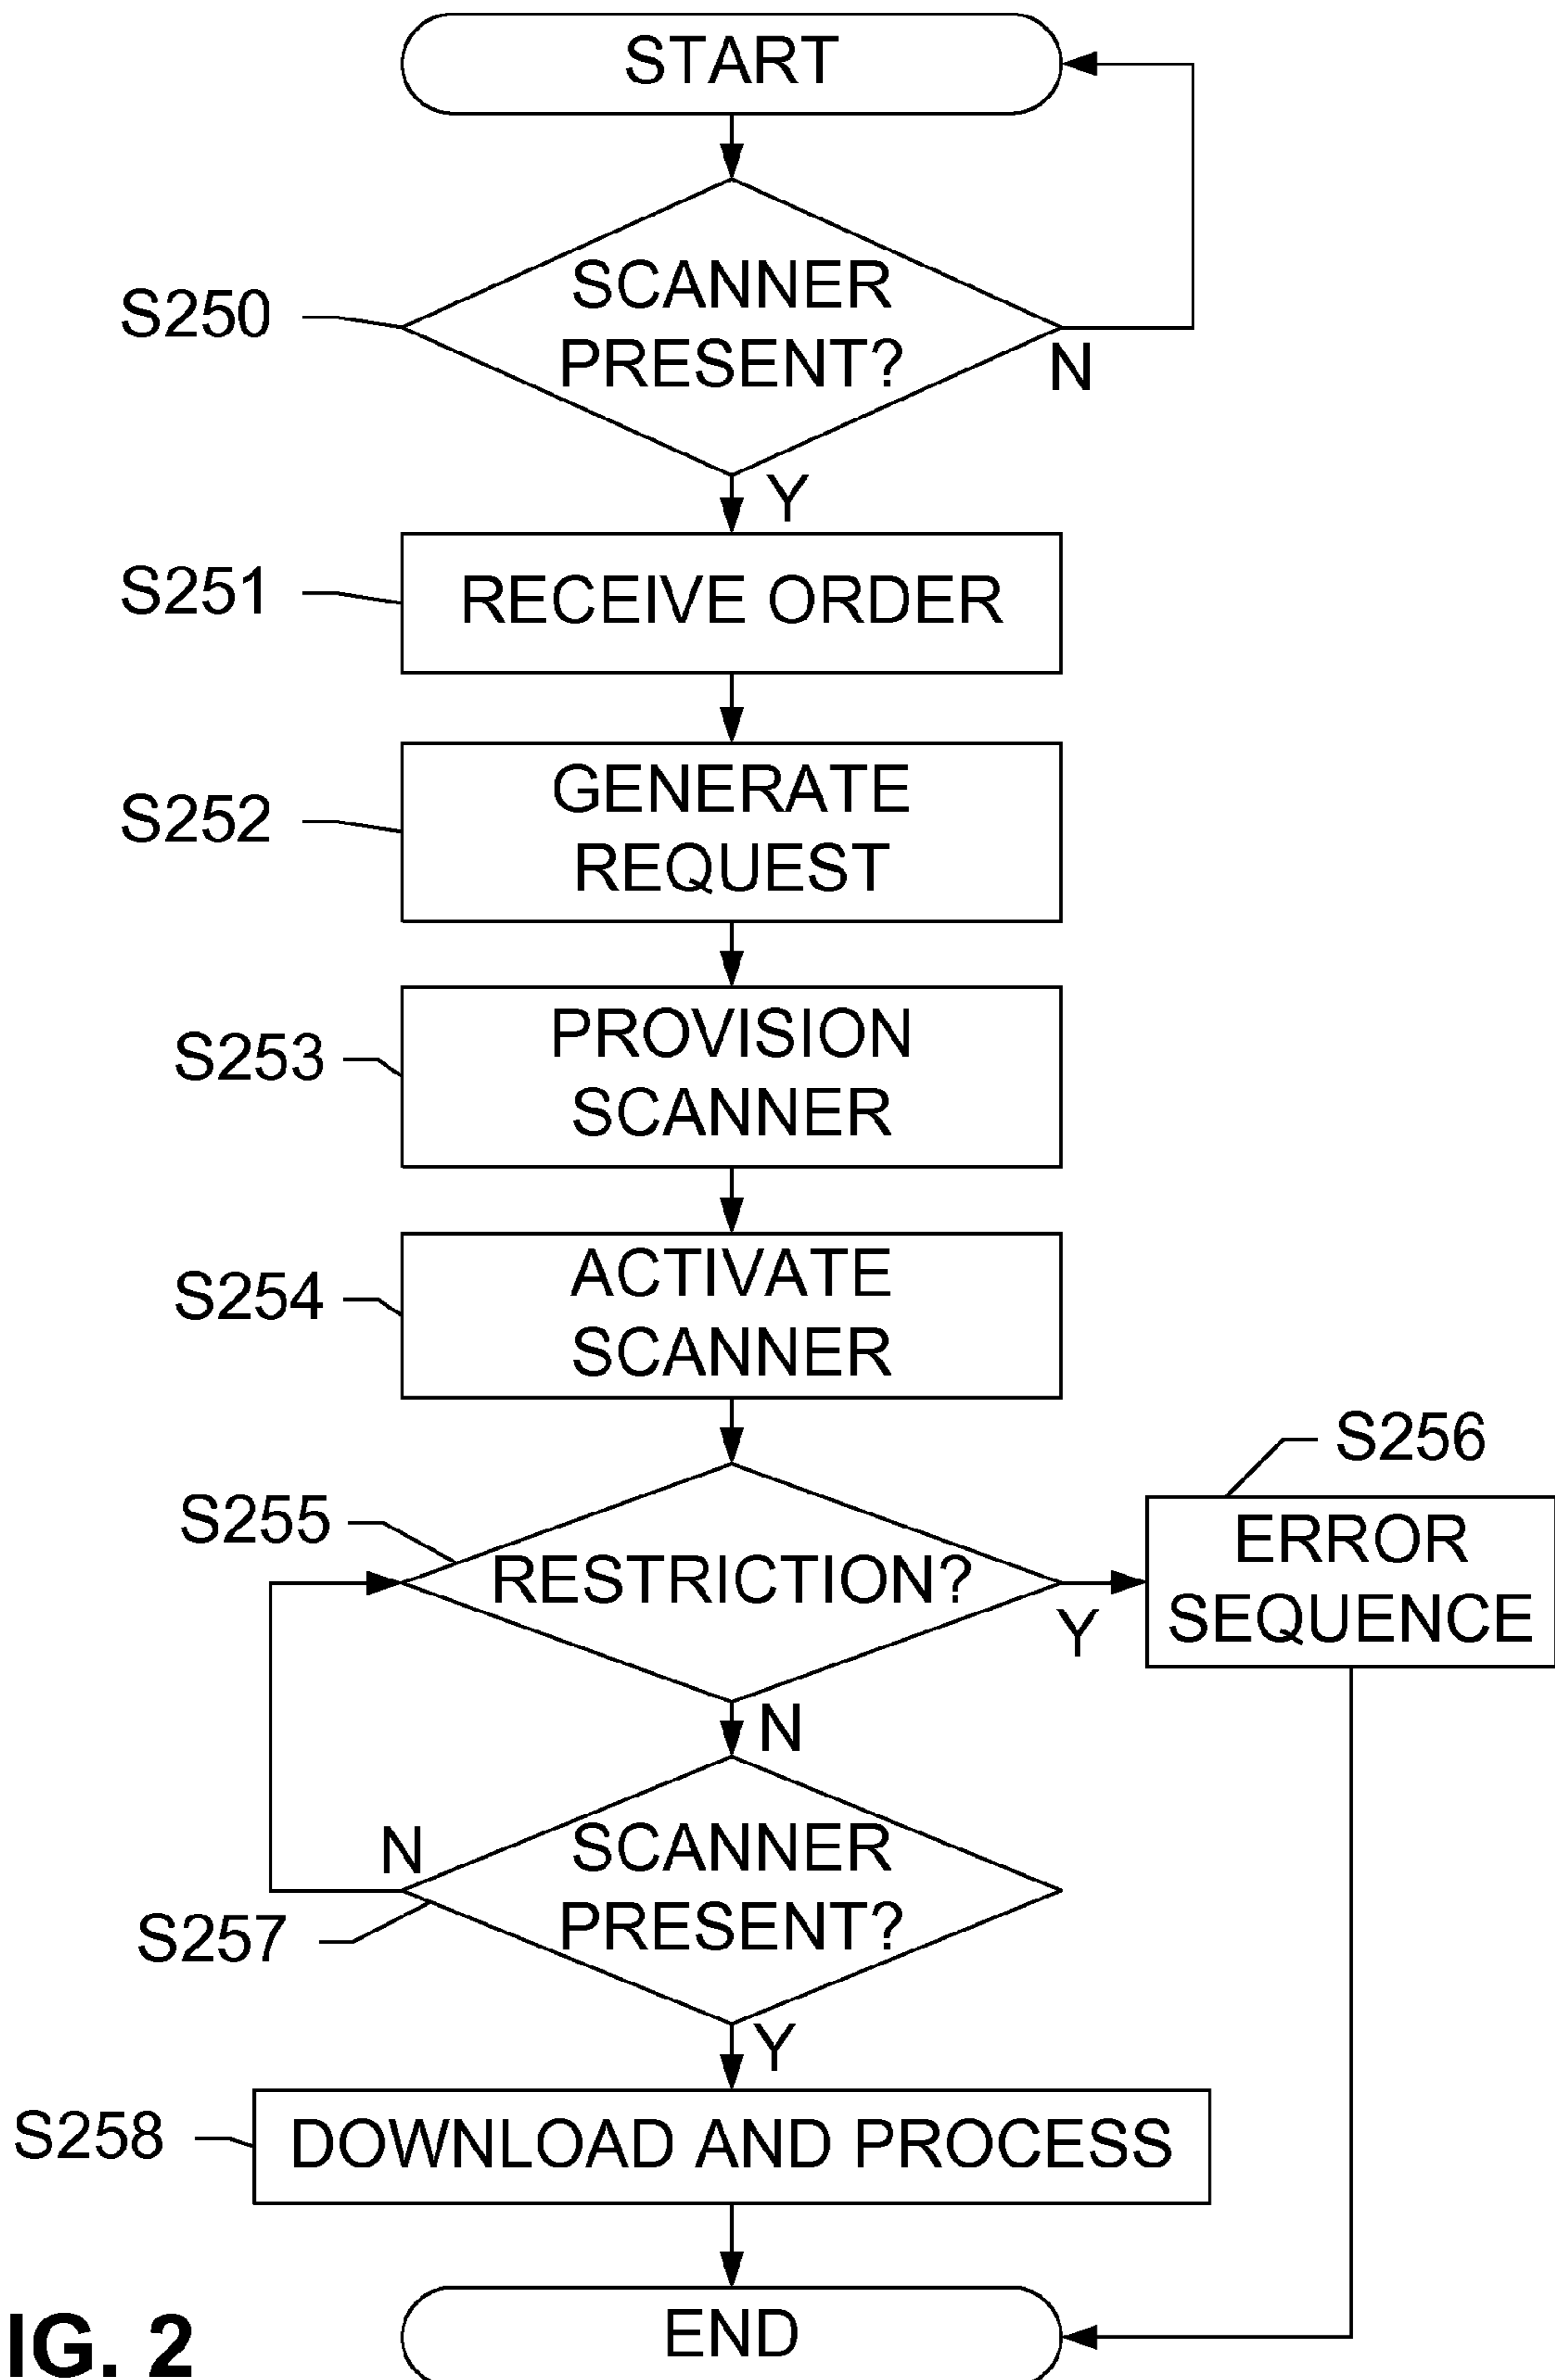 START
SCANNER
PRESENT?
S250
N
Y
S251
RECEIVE ORDER
GENERATE
S252
REQUEST
PROVISION
S253
SCANNER
ACTIVATE
S254
SCANNER
S256
S255
ERROR
SEQUENCE
RESTRICTION?
Y
N
SCANNER
N
PRESENT?
S257
Y
S258
DOWNLOAD AND PROCESS
END
IG. 2